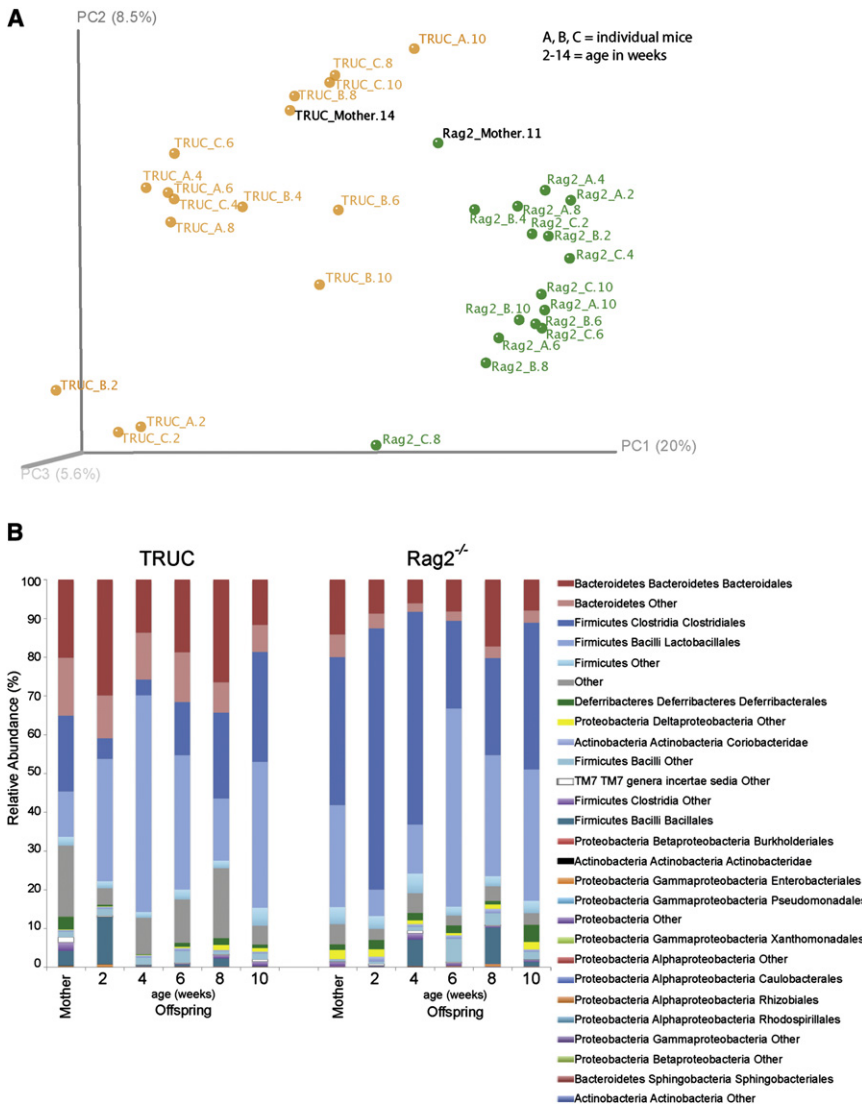 A
PC2 (8.5%)
A, B, C = individual mice
2-14 = age in weeks
TRUC_A.10
TRUC_C.8
TRUC_C.10
TRUC_B.8
TRUC_Mother.14
Rag2_Mother.11
TRUC_C.6
TRUC_A.4
TRUC_A.6
TRUC_C.4
TRUC_B.4
TRUC_B.6
TRUC_A.8
Rag2_A.4
Rag2_A.2
Rag2_A.8
Rag2_B.4
Rag2_C.2
Rag2_B.2
Rag2_C.4
TRUC_B.10
Rag2_C.10
Rag2_A.10
Rag2_B.10
Rag2_B.6
Rag2_C.6
Rag2_A.6
Rag2_B.8
TRUC_B.2
TRUC_A.2
TRUC_C.2
Rag2_C.8
PC1 (20%)
PC3 (5.6%)
B
TRUC
Rag2-/-
Relative Abundance (%)
100
90
80
70
60
50
40
30
20
10
0
Mother 2 4 6 8 10
age (weeks)
Offspring
Mother 2 4 6 8 10
age (weeks)
Offspring
Bacteroidetes Bacteroidetes Bacteroidales
Bacteroidetes Other
Firmicutes Clostridia Clostridiales
Firmicutes Bacilli Lactobacillales
Firmicutes Other
Other
Deferribacteres Deferribacteres Deferribacterales
Proteobacteria Deltaproteobacteria Other
Actinobacteria Actinobacteria Coriobacteridae
Firmicutes Bacilli Other
TM7 TM7 genera incertae sedia Other
Firmicutes Clostridia Other
Firmicutes Bacilli Bacillales
Proteobacteria Betaproteobacteria Burkholderiales
Actinobacteria Actinobacteria Actinobacteridae
Proteobacteria Gammaproteobacteria Enterobacteriales
Proteobacteria Gammaproteobacteria Pseudomonadales
Proteobacteria Other
Proteobacteria Gammaproteobacteria Xanthomonadales
Proteobacteria Alphaproteobacteria Other
Proteobacteria Alphaproteobacteria Caulobacterales
Proteobacteria Alphaproteobacteria Rhizobiales
Proteobacteria Alphaproteobacteria Rhodospirillales
Proteobacteria Gammaproteobacteria Other
Proteobacteria Betaproteobacteria Other
Bacteroidetes Sphingobacteria Sphingobacteriales
Actinobacteria Actinobacteria Other